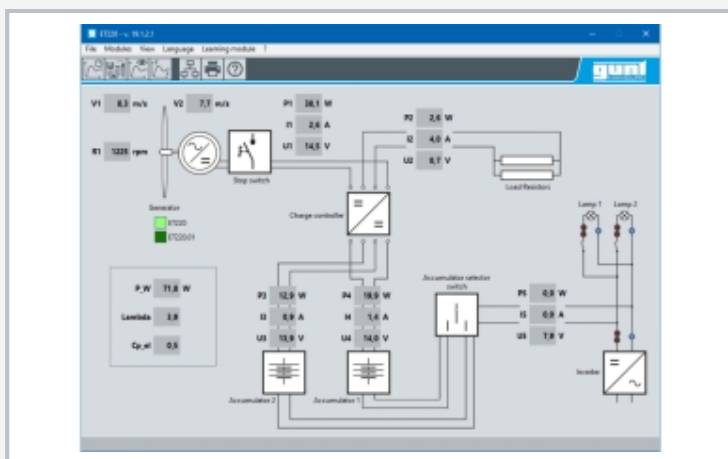 ET220 - v. 19.1.2.1
File Modules View Language Learning module ?
gunt
V1 8,3 m/s V2 7,7 m/s P1 38,1 W
I1 2,6 A
R1 1225 rpm U1 14,5 V
P2 2,6 W
I2 4,0 A
U2 0,7 V
Stop switch
Load Resistors
Generator
ET220
ET220.01
Charge controller
Lamp 1 Lamp 2
Accumulator selector
switch
P_W 71,8 W
Lambda 3,9
Cp_el 0,5
P3 12,9 W P4 19,9 W
I3 0,9 A I4 1,4 A
U3 13,9 V U4 14,0 V
P5 0,0 W
I5 0,0 A
U5 7,9 V
Accumulator 2 Accumulator 1
Inverter